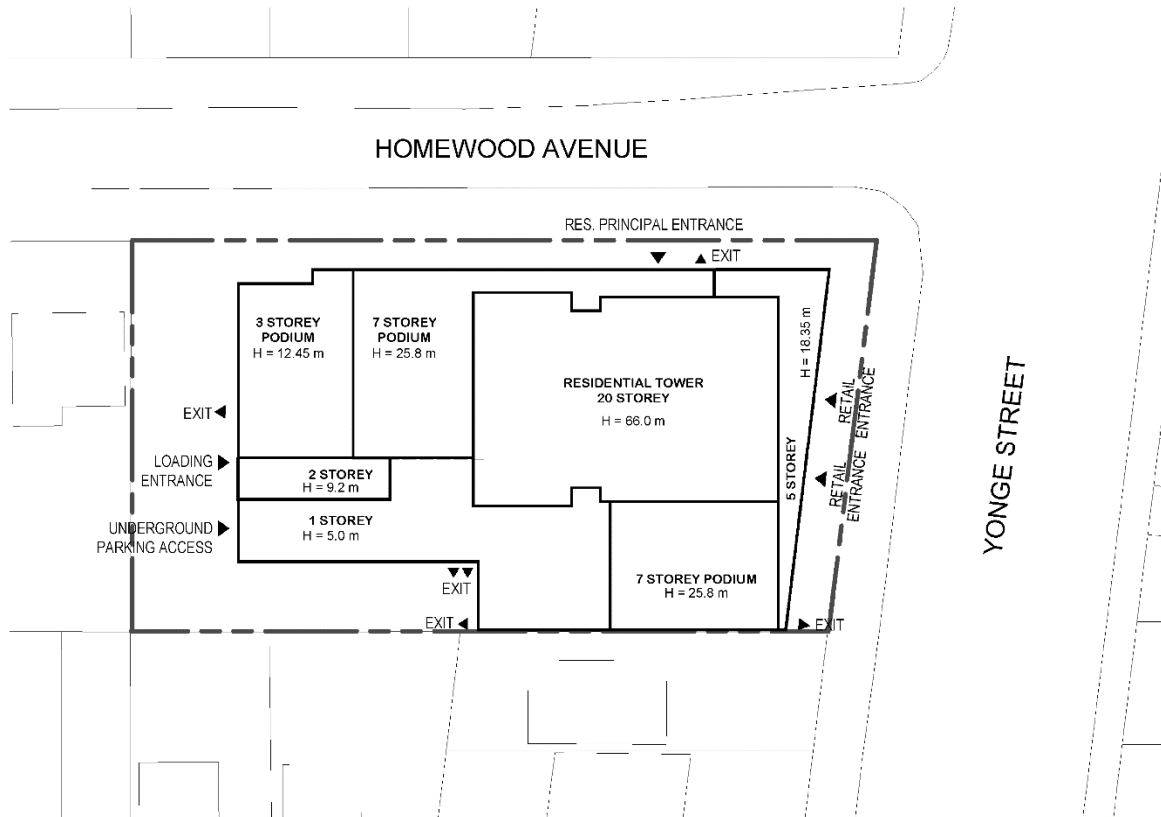 HOMEWOOD AVENUE
RES. PRINCIPAL ENTRANCE
EXIT
3 STOREY
PODIUM
H = 12.45 m
7 STOREY
PODIUM
H = 25.8 m
RESIDENTIAL TOWER
20 STOREY
H = 66.0 m
H = 18.35 m
5 STOREY
RETAIL
ENTRANCE
RETAIL
ENTRANCE
YONGE STREET
EXIT
LOADING
ENTRANCE
2 STOREY
H = 9.2 m
UNDERGROUND
PARKING ACCESS
1 STOREY
H = 5.0 m
EXIT
7 STOREY PODIUM
H = 25.8 m
EXIT
EXIT